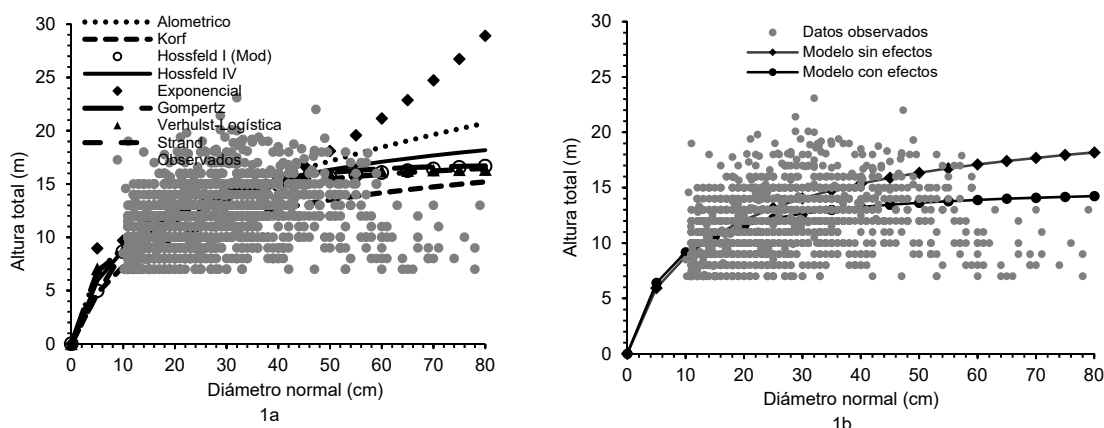 30
25
20
15
10
5
0
Altura total (m)
Alometrico
Korf
Hossfeld I (Mod)
Hossfeld IV
Exponencial
Gompertz
Verhulst-Logística
Strand
Observados
0 10 20 30 40 50 60 70 80
Diámetro normal (cm)
1a
30
25
20
15
10
5
0
Altura total (m)
Datos observados
Modelo sin efectos
Modelo con efectos
0 10 20 30 40 50 60 70 80
Diámetro normal (cm)
1b